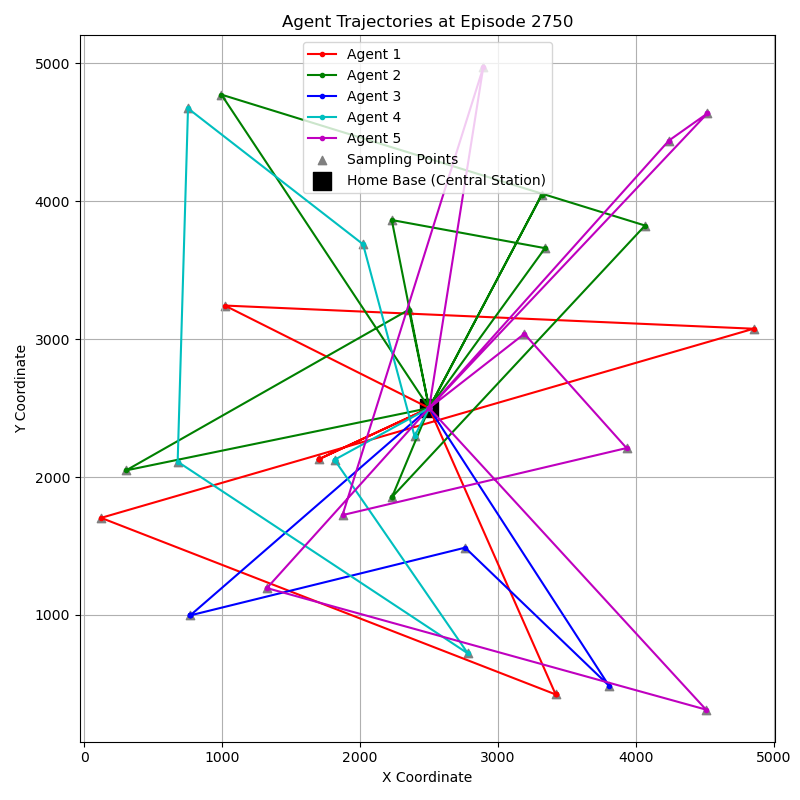 Agent Trajectories at Episode 2750
Agent 1
Agent 2
Agent 3
Agent 4
Agent 5
Sampling Points
Home Base (Central Station)
Y Coordinate
5000
4000
3000
2000
1000
0 1000 2000 3000 4000 5000
X Coordinate